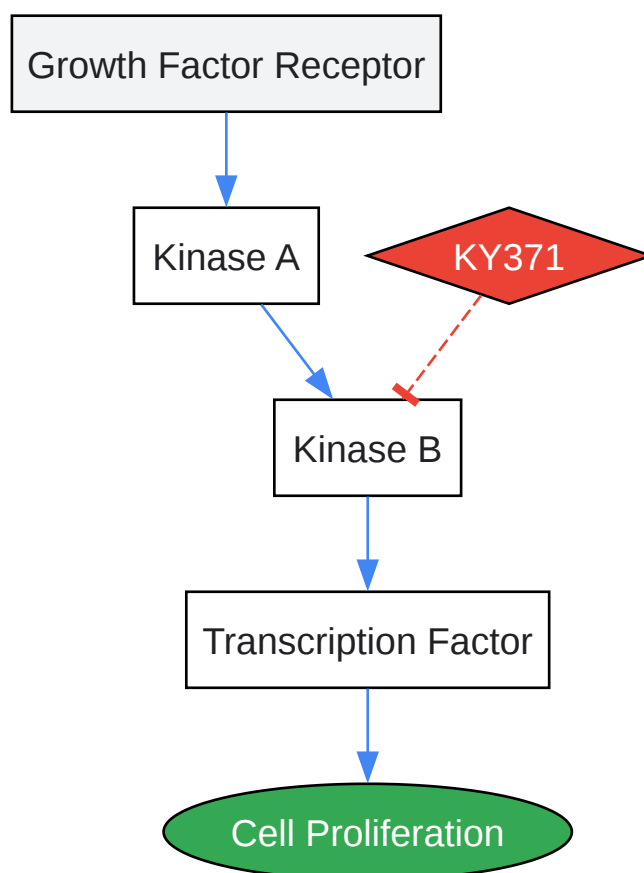 Growth Factor Receptor
Kinase A
KY371
Kinase B
Transcription Factor
Cell Proliferation